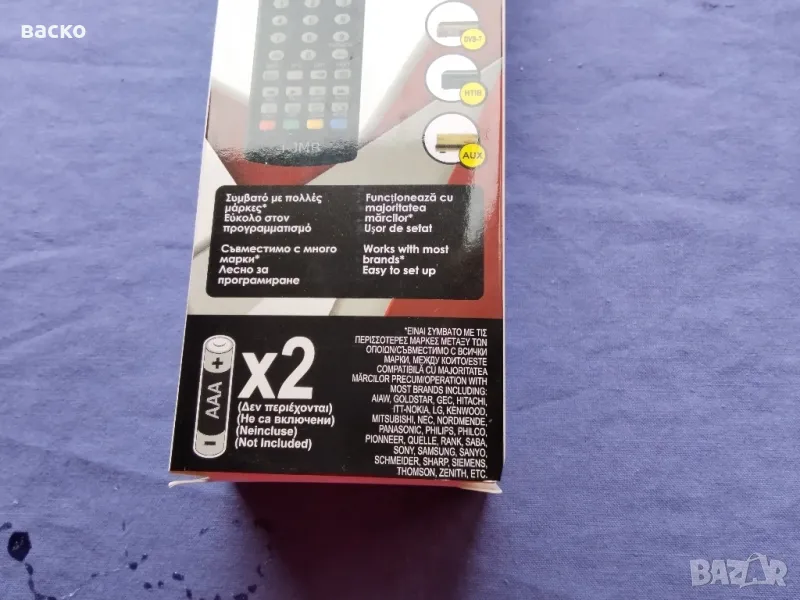 Bacĸo
DVB-T
AUX
Συμβατό με πολλές
μάρκες*
Εύκολο στον
προγραμματισμό
Funcționează cu
majoritatea
mărcilor*
Ușor de setat
Съвместимо с много
марки*
Лесно за
програмиране
Works with most
brands*
Easy to set up
AAA
x2
(Δεν περιέχονται)
(Не са включени)
(Neincluse)
(Not Included)
*ΕΙΝΑΙ ΣΥΜΒΑΤΟ ΜΕ ΤΙΣ
ΠΕΡΙΣΣΟΤΕΡΕΣ ΜΑΡΚΕΣ ΜΕΤΑΞΥ ΤΩΝ
ΟΠΟΙΩΝ/СЪВМЕСТИМО С ВСИЧКИ
МАРКИ, МЕЖДУ КОИТО/ESTE
COMPATIBILĂ CU MAJORITATEA
MĂRCILOR PRECUM/OPERATION WITH
MOST BRANDS INCLUDING:
AIAW, GOLDSTAR, GEC, HITACHI,
ITT-NOKIA, LG, KENWOOD,
MITSUBISHI, NEC, NORDMENDE,
PANASONIC, PHILIPS, PHILCO,
PIONNEER, QUELLE, RANK, SABA,
SONY, SAMSUNG, SANYO,
SCHMEIDER, SHARP, SIEMENS,
THOMSON, ZENITH, ETC.
BAZAR